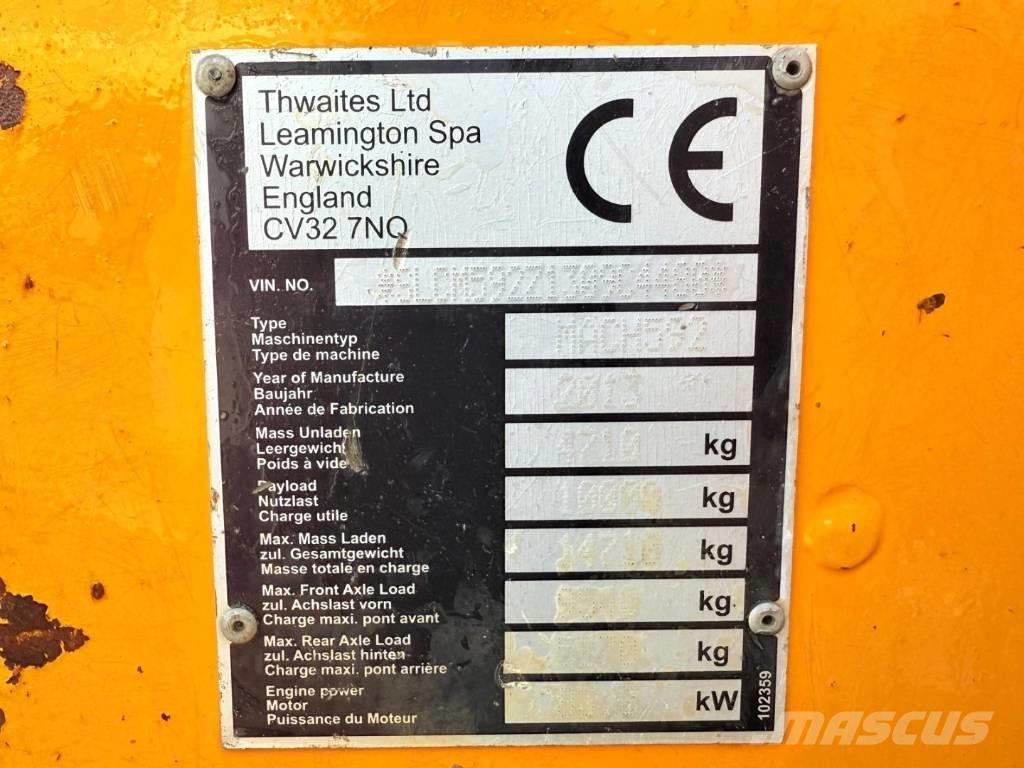 Thwaites Ltd
Leamington Spa
Warwickshire
England
CV32 7NQ
CE
VIN. NO.
Type
Maschinentyp
Type de machine
MACH562
Year of Manufacture
Baujahr
Année de Fabrication
2013
Mass Unladen
Leergewicht
Poids à vide
4710 kg
Payload
Nutzlast
Charge utile
10000 kg
Max. Mass Laden
zul. Gesamtgewicht
Masse totale en charge
14710 kg
Max. Front Axle Load
zul. Achslast vorn
Charge maxi. pont avant
kg
Max. Rear Axle Load
zul. Achslast hinten
Charge maxi. pont arrière
kg
Engine power
Motor
Puissance du Moteur
kW
102359
MASCUS